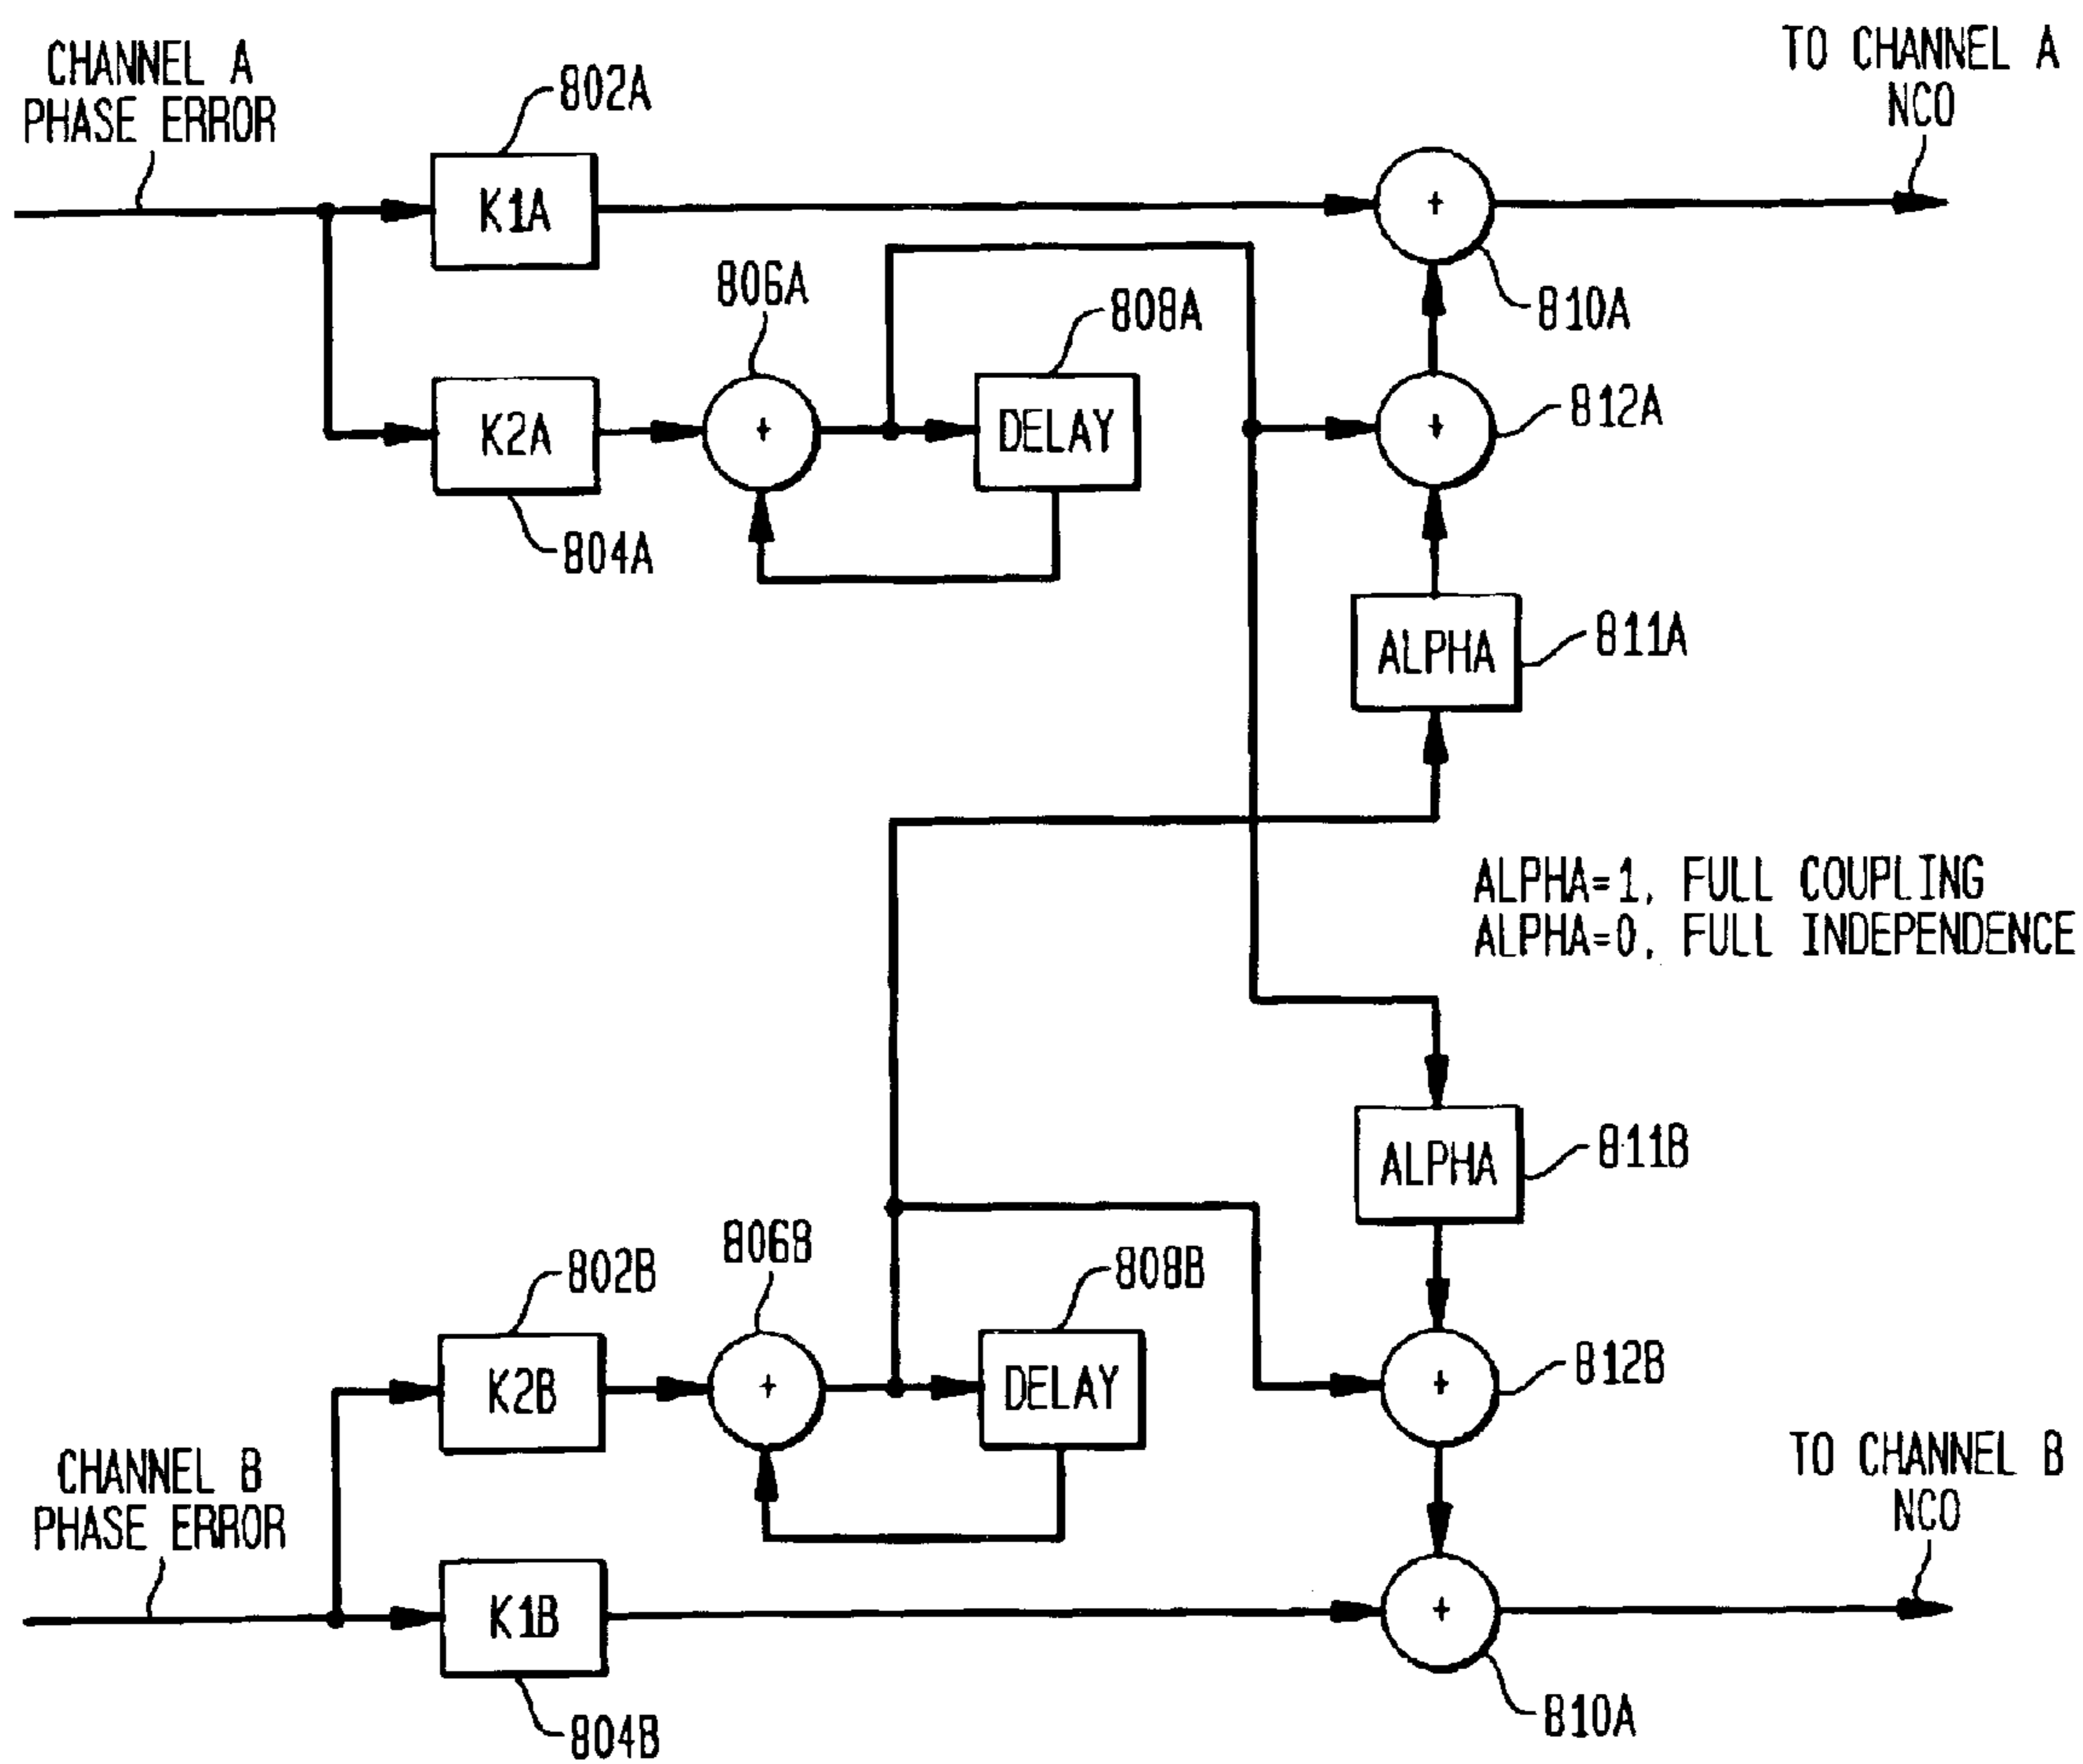 CHANNEL A
PHASE ERROR
802A
K1A
TO CHANNEL A
NCO
+
810A
806A
808A
K2A
+
DELAY
+
812A
804A
ALPHA
811A
ALPHA=1, FULL COUPLING
ALPHA=0, FULL INDEPENDENCE
ALPHA
811B
802B
806B
808B
K2B
+
DELAY
+
812B
CHANNEL B
PHASE ERROR
TO CHANNEL B
NCO
K1B
+
810A
804B